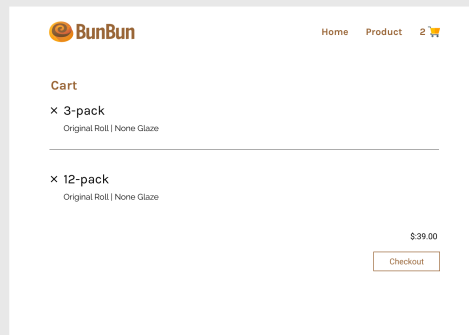 BunBun
Home Product 2
Cart
× 3-pack
Original Roll | None Glaze
× 12-pack
Original Roll | None Glaze
$:39.00
Checkout